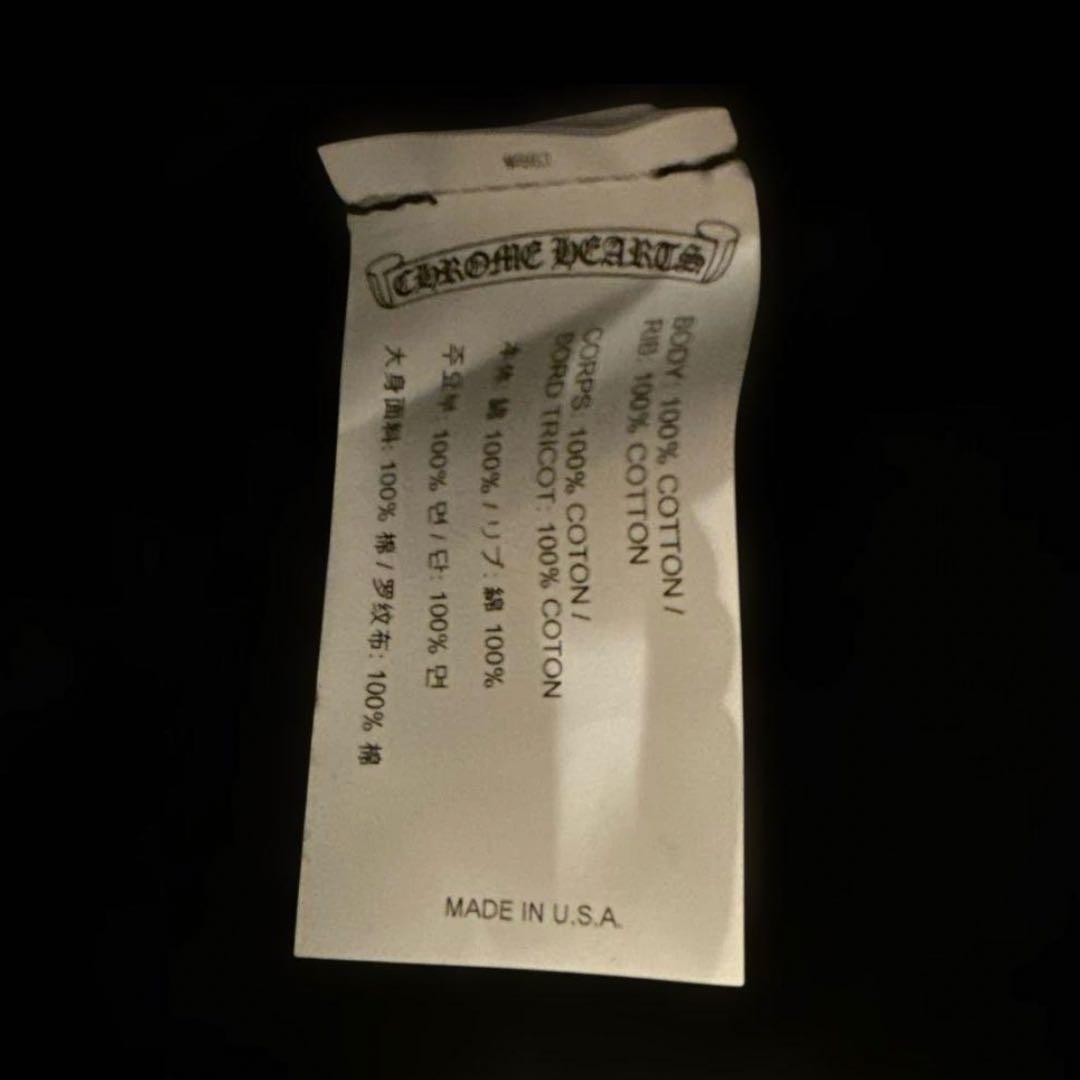 CHROME HEARTS
BODY: 100% COTTON /
RIB: 100% COTTON
CORPS: 100% COTON /
BORD TRICOT: 100% COTON
本体: 綿 100% / リブ: 綿 100%
주요부: 100% 면 / 단: 100% 면
大身面料: 100% 棉 / 罗纹布: 100% 棉
MADE IN U.S.A.